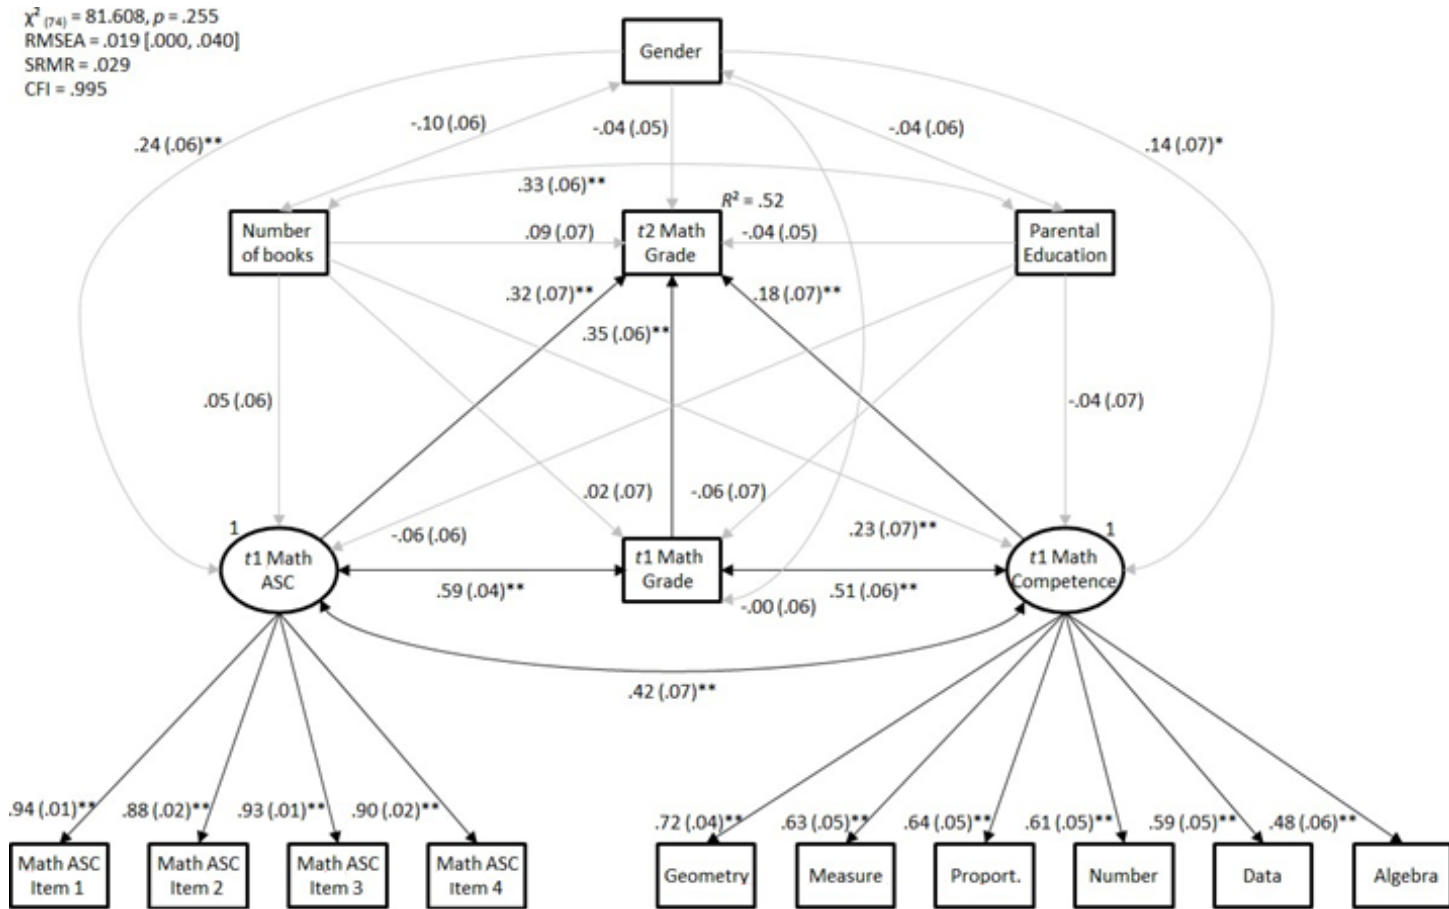 χ² (74) = 81.608, p = .255
RMSEA = .019 [.000, .040]
SRMR = .029
CFI = .995
Gender
.24 (.06)**
-.10 (.06)
-.04 (.05)
-.04 (.06)
.14 (.07)*
.33 (.06)**
R² = .52
Number
of books
.09 (.07)
t2 Math
Grade
-.04 (.05)
Parental
Education
.32 (.07)**
.18 (.07)**
.35 (.06)**
.05 (.06)
-.04 (.07)
.02 (.07)
-.06 (.07)
1
-.06 (.06)
.23 (.07)**
1
t1 Math
ASC
t1 Math
Grade
t1 Math
Competence
.59 (.04)**
.51 (.06)**
-.00 (.06)
.42 (.07)**
.94 (.01)**
.88 (.02)**
.93 (.01)**
.90 (.02)**
.72 (.04)**
.63 (.05)**
.64 (.05)**
.61 (.05)**
.59 (.05)**
.48 (.06)**
Math ASC
Item 1
Math ASC
Item 2
Math ASC
Item 3
Math ASC
Item 4
Geometry
Measure
Proport.
Number
Data
Algebra